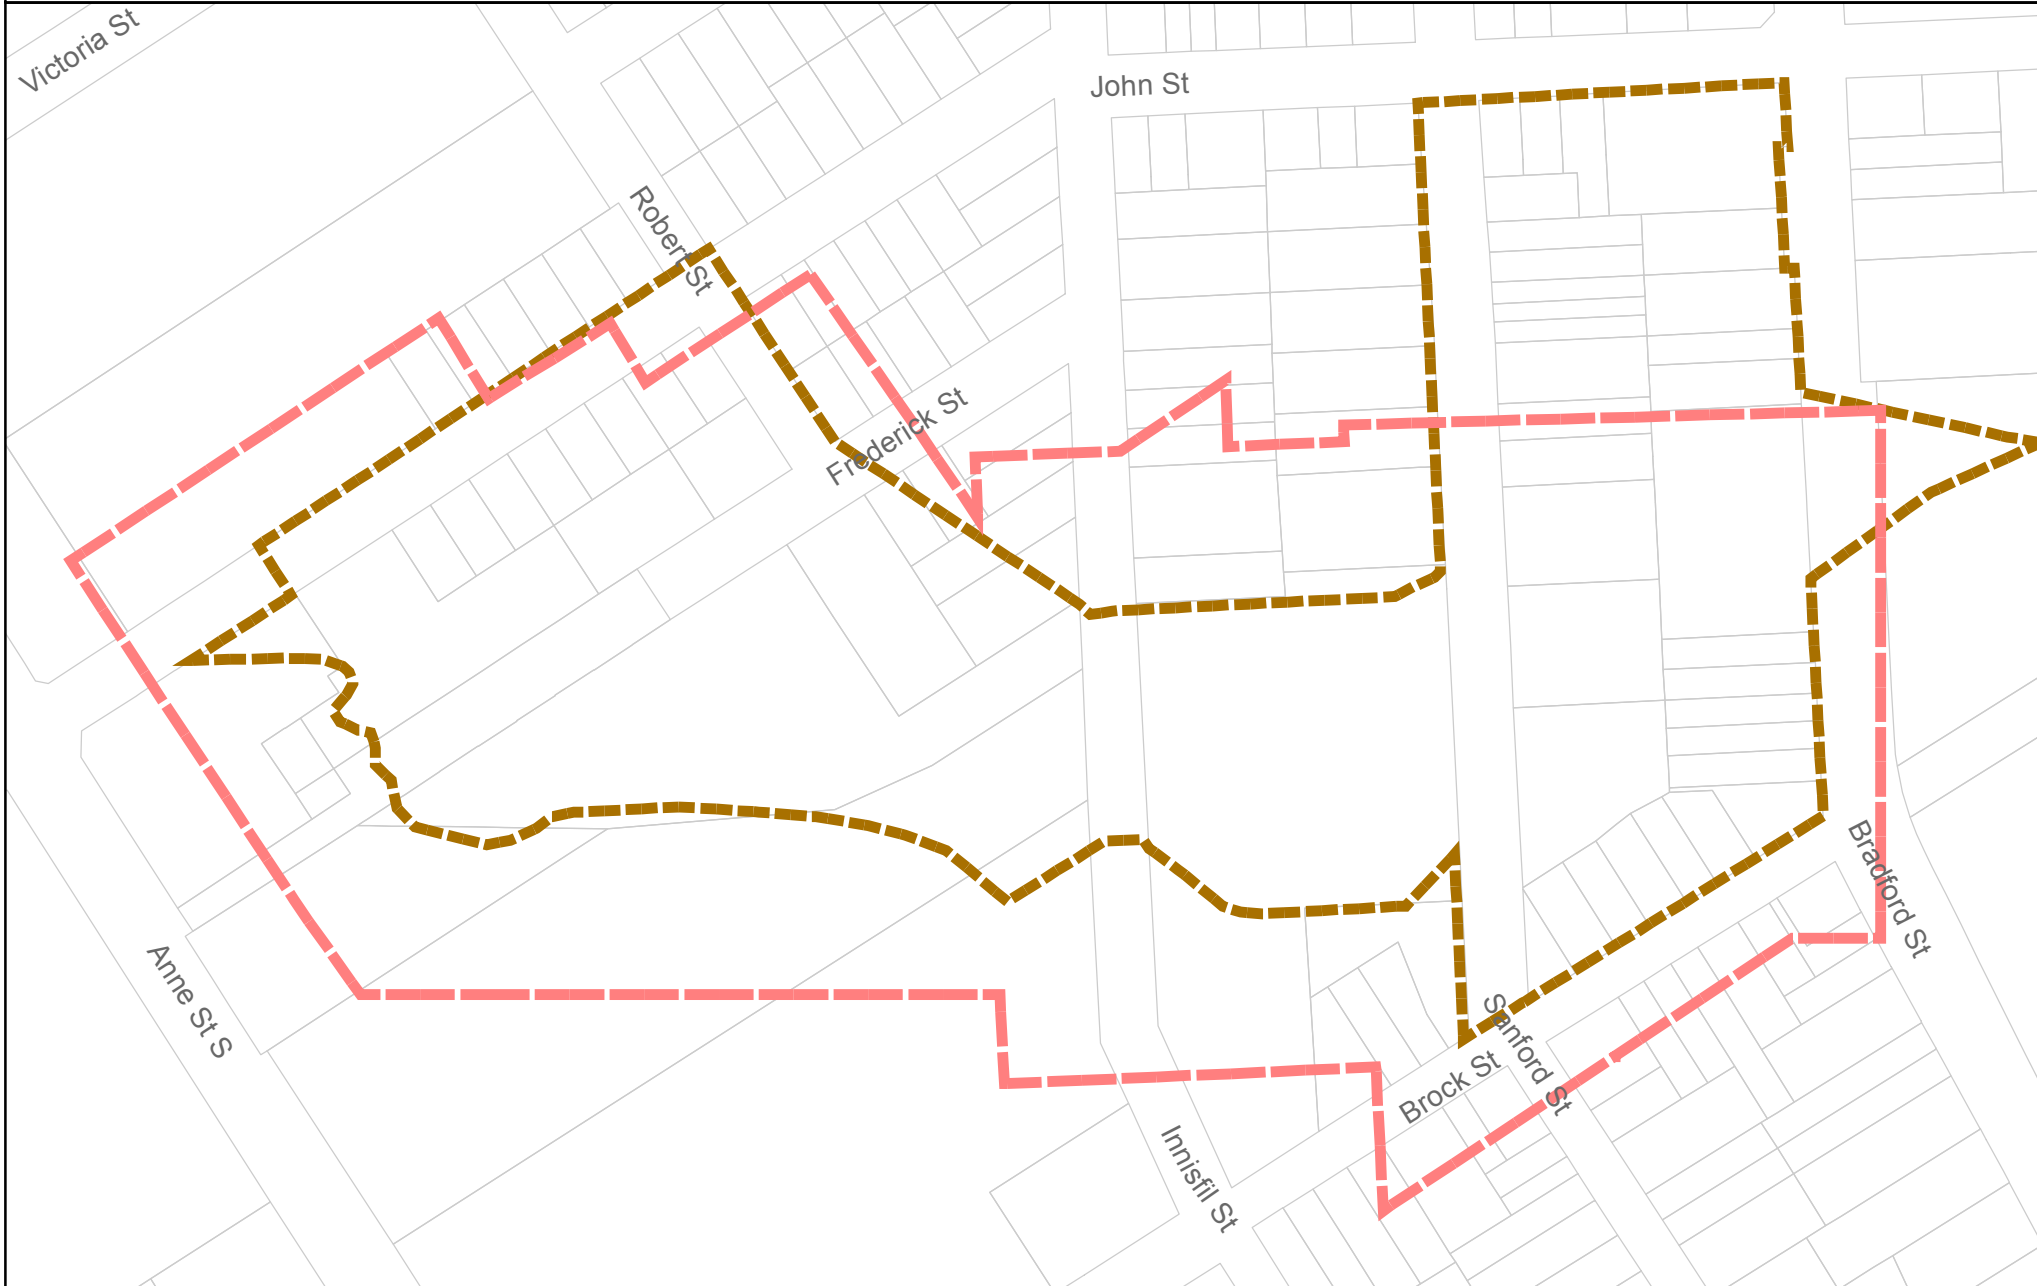 Victoria St
John St
Robert St
Frederick St
Bradford St
Anne St S
Sanford St
Brock St
Innisfil St